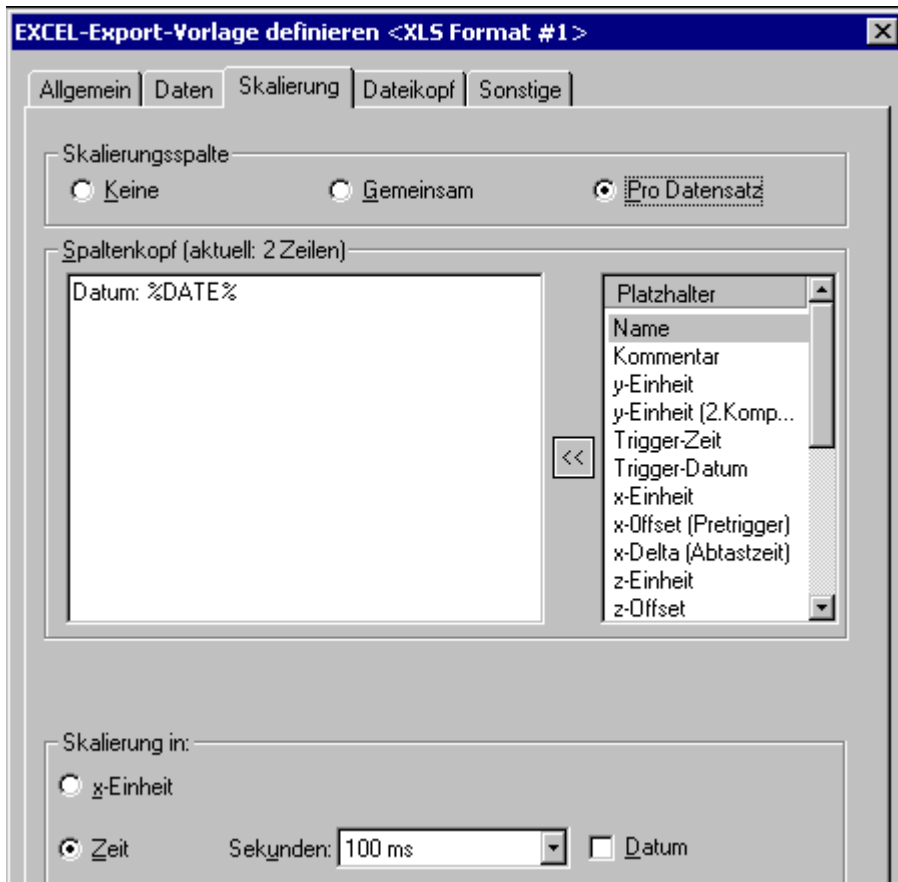 EXCEL-Export-Vorlage definieren <XLS Format #1>
Allgemein Daten Skalierung Dateikopf Sonstige
Skalierungsspalte
Keine Gemeinsam Pro Datensatz
Spaltenkopf (aktuell: 2 Zeilen)
Datum: %DATE%
Platzhalter
Name
Kommentar
y-Einheit
y-Einheit (2.Komp...
Trigger-Zeit
Trigger-Datum
<<
x-Einheit
x-Offset (Pretrigger)
x-Delta (Abtastzeit)
z-Einheit
z-Offset
Skalierung in:
x-Einheit
Zeit Sekunden: 100 ms Datum